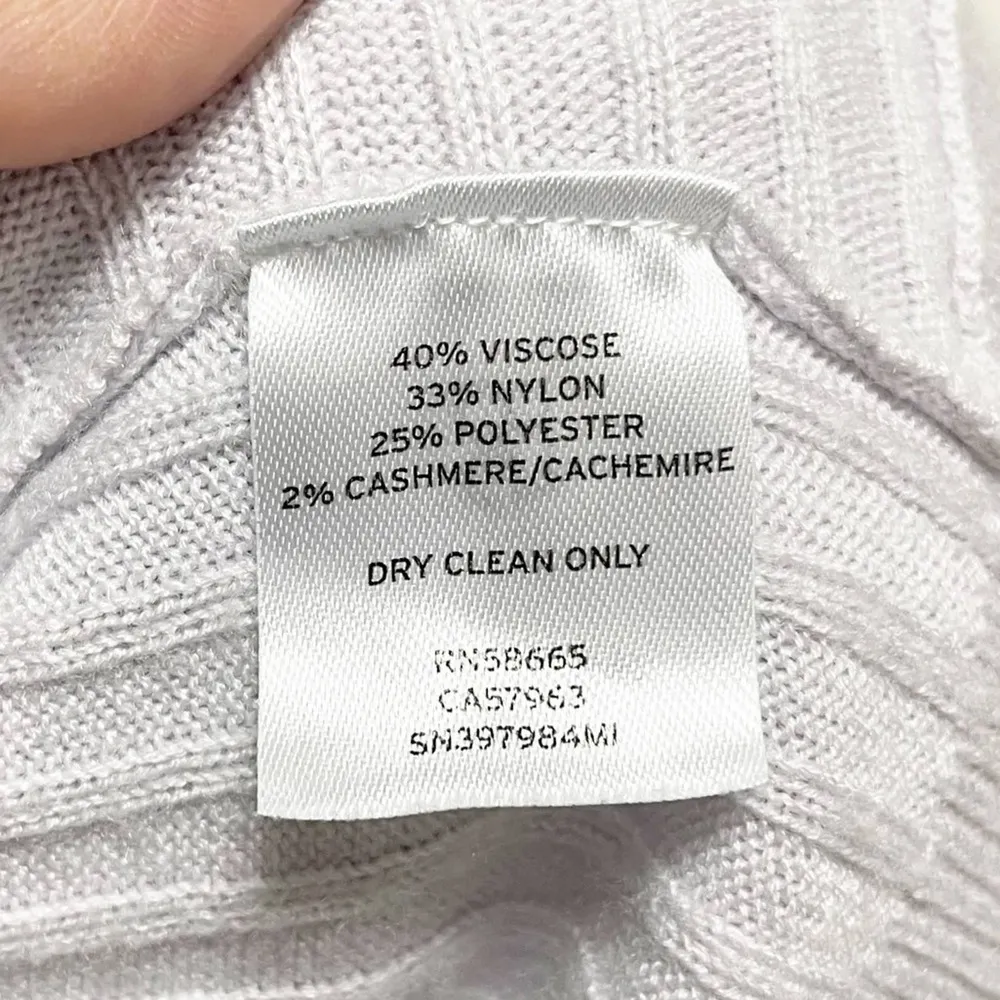 40% VISCOSE
33% NYLON
25% POLYESTER
2% CASHMERE/CACHEMIRE
DRY CLEAN ONLY
RN58665
CA57963
SN397984MI